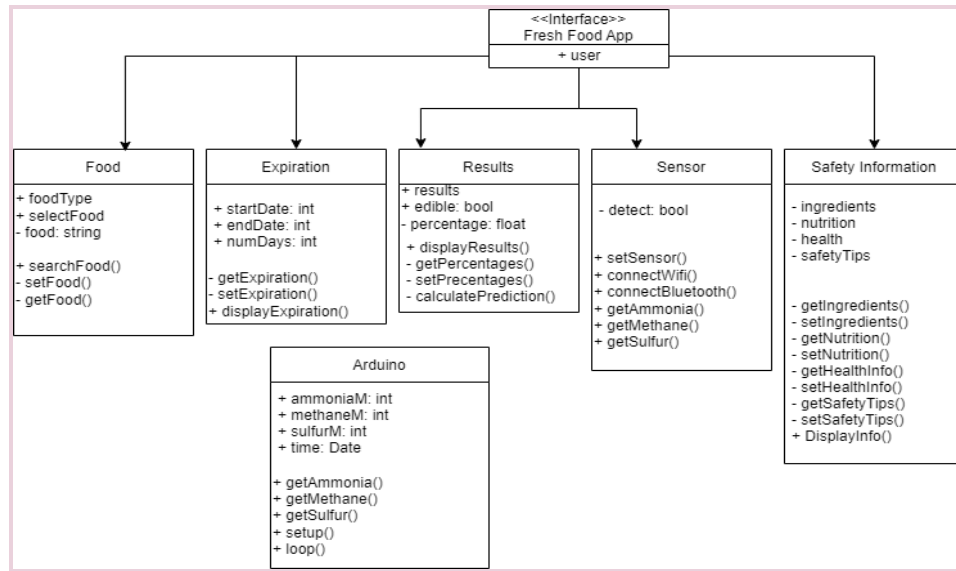 <<Interface>>
Fresh Food App
+ user
Food
+ foodType
+ selectFood
- food: string
+ searchFood()
- setFood()
- getFood()
Expiration
+ startDate: int
+ endDate: int
+ numDays: int
- getExpiration()
- setExpiration()
+ displayExpiration()
Results
+ results
+ edible: bool
- percentage: float
+ displayResults()
- getPercentages()
- setPrecentages()
- calculatePrediction()
Sensor
- detect: bool
+ setSensor()
+ connectWifi()
+ connectBluetooth()
+ getAmmonia()
+ getMethane()
+ getSulfur()
Safety Information
- ingredients
- nutrition
- health
- safetyTips
- getIngredients()
- setIngredients()
- getNutrition()
- setNutrition()
- getHealthInfo()
- setHealthInfo()
- getSafetyTips()
- setSafetyTips()
+ DisplayInfo()
Arduino
+ ammoniaM: int
+ methaneM: int
+ sulfurM: int
+ time: Date
+ getAmmonia()
+ getMethane()
+ getSulfur()
+ setup()
+ loop()